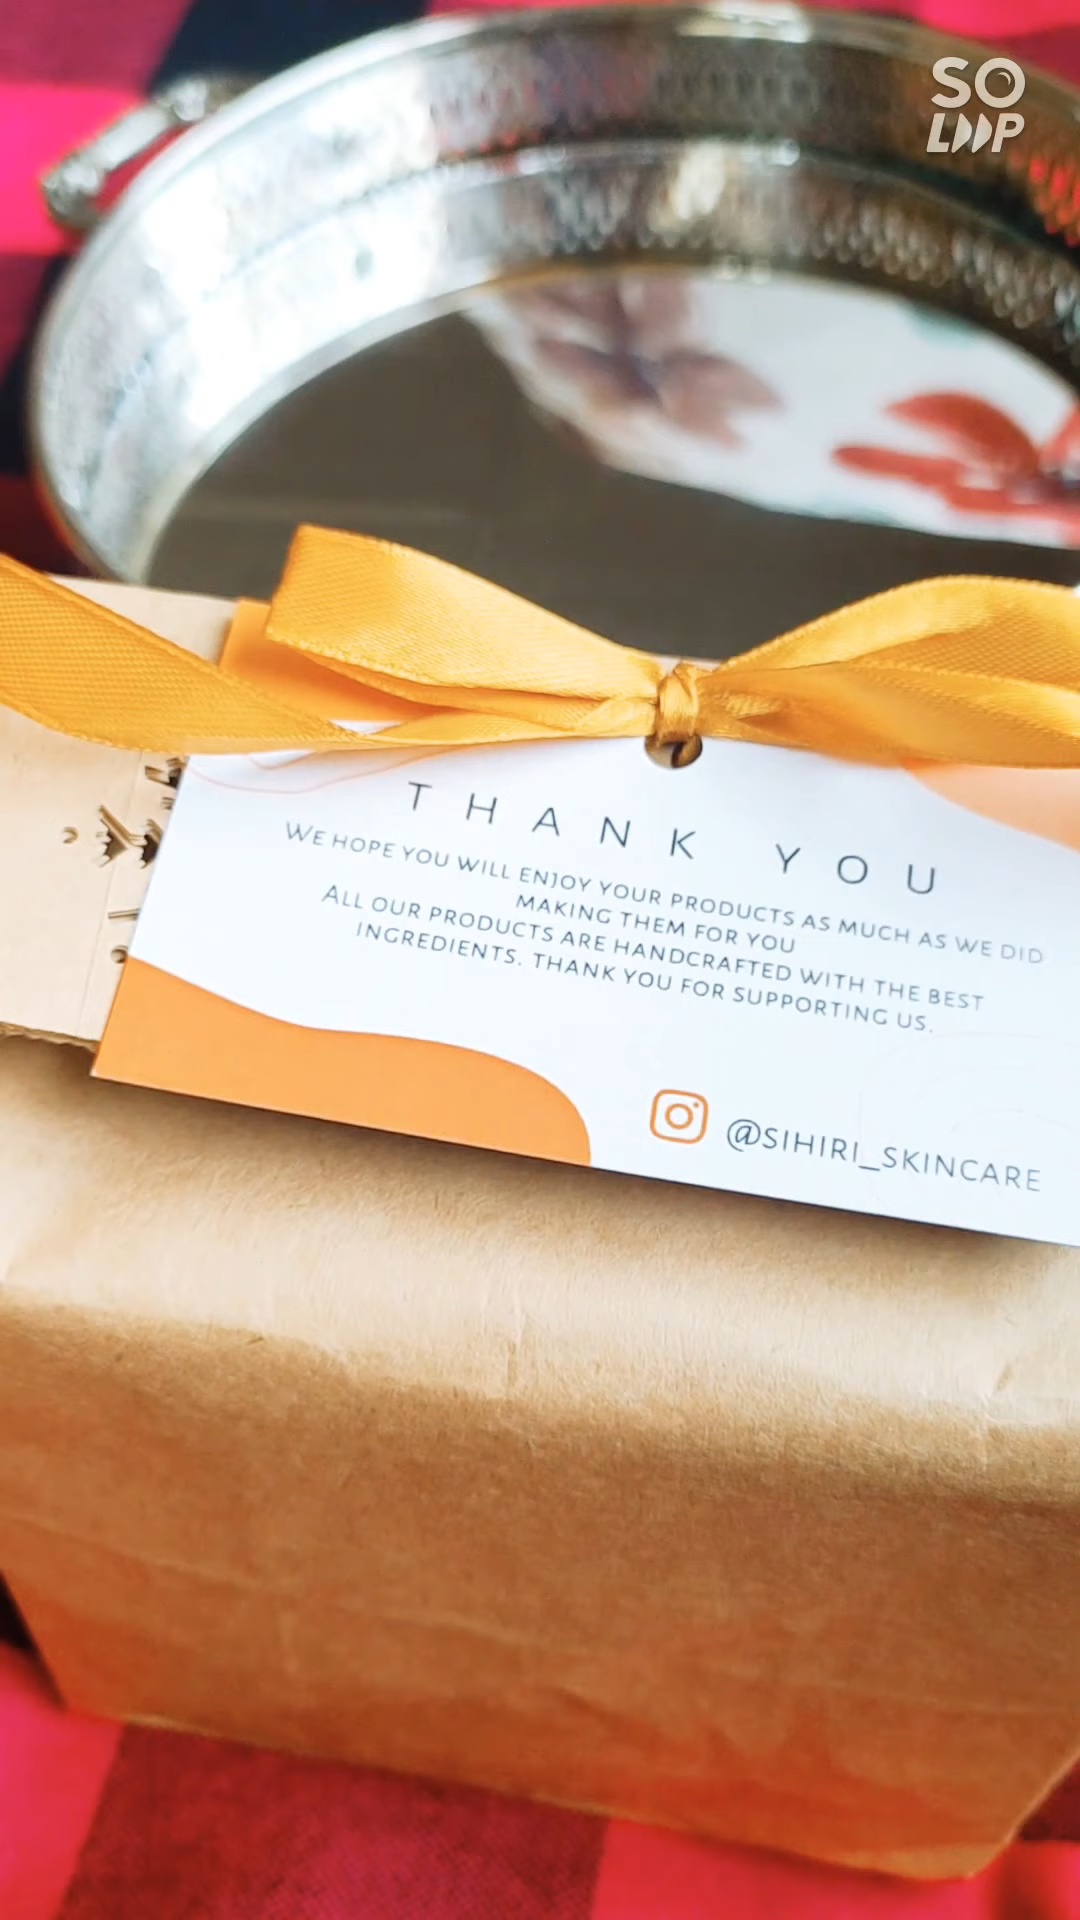 SO
LOOP
THANK YOU
WE HOPE YOU WILL ENJOY YOUR PRODUCTS AS MUCH AS WE DID
MAKING THEM FOR YOU
ALL OUR PRODUCTS ARE HANDCRAFTED WITH THE BEST
INGREDIENTS. THANK YOU FOR SUPPORTING US.
@SIHIRI_SKINCARE